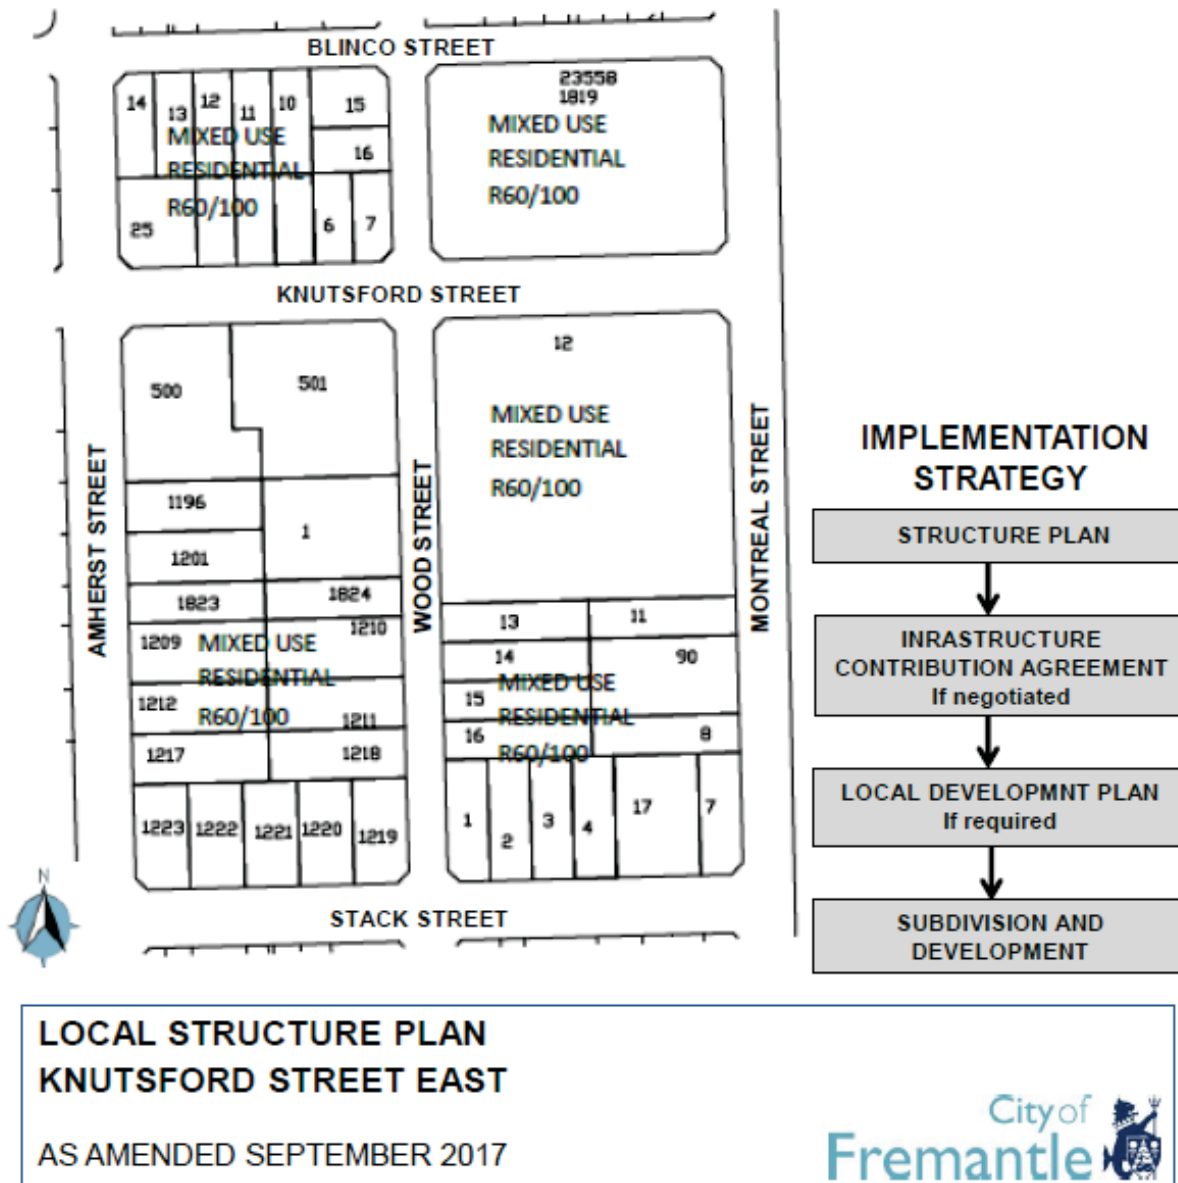 BLINCO STREET
14
13
12
11
10
15
16
MIXED USE
RESIDENTIAL
R60/100
25
6
7
23558
1819
MIXED USE
RESIDENTIAL
R60/100
KNUTSFORD STREET
500
501
1196
1
1201
1823
1824
1209
1210
MIXED USE
RESIDENTIAL
R60/100
1212
1211
1217
1218
1223
1222
1221
1220
1219
AMHERST STREET
WOOD STREET
12
MIXED USE
RESIDENTIAL
R60/100
13
11
14
90
15
MIXED USE
RESIDENTIAL
R60/100
16
8
1
2
3
4
17
7
MONTREAL STREET
STACK STREET
N
IMPLEMENTATION
STRATEGY
STRUCTURE PLAN
INRASTRUCTURE
CONTRIBUTION AGREEMENT
If negotiated
LOCAL DEVELOPMNT PLAN
If required
SUBDIVISION AND
DEVELOPMENT
LOCAL STRUCTURE PLAN
KNUTSFORD STREET EAST
AS AMENDED SEPTEMBER 2017
City of
Fremantle